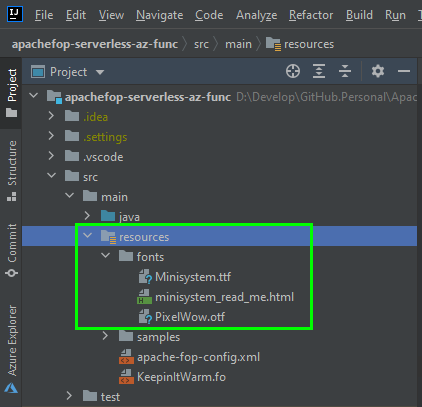 IJ File Edit View Navigate Code Analyze Refactor Build Run
apachefop-serverless-az-func > src > main > resources
Project
apachefop-serverless-az-func D:\Develop\GitHub.Personal\Apac
.idea
.settings
.vscode
src
main
java
resources
fonts
Minisystem.ttf
minisystem_read_me.html
PixelWow.otf
samples
apache-fop-config.xml
KeepinItWarm.fo
test
Project
Structure
Commit
Azure Explorer